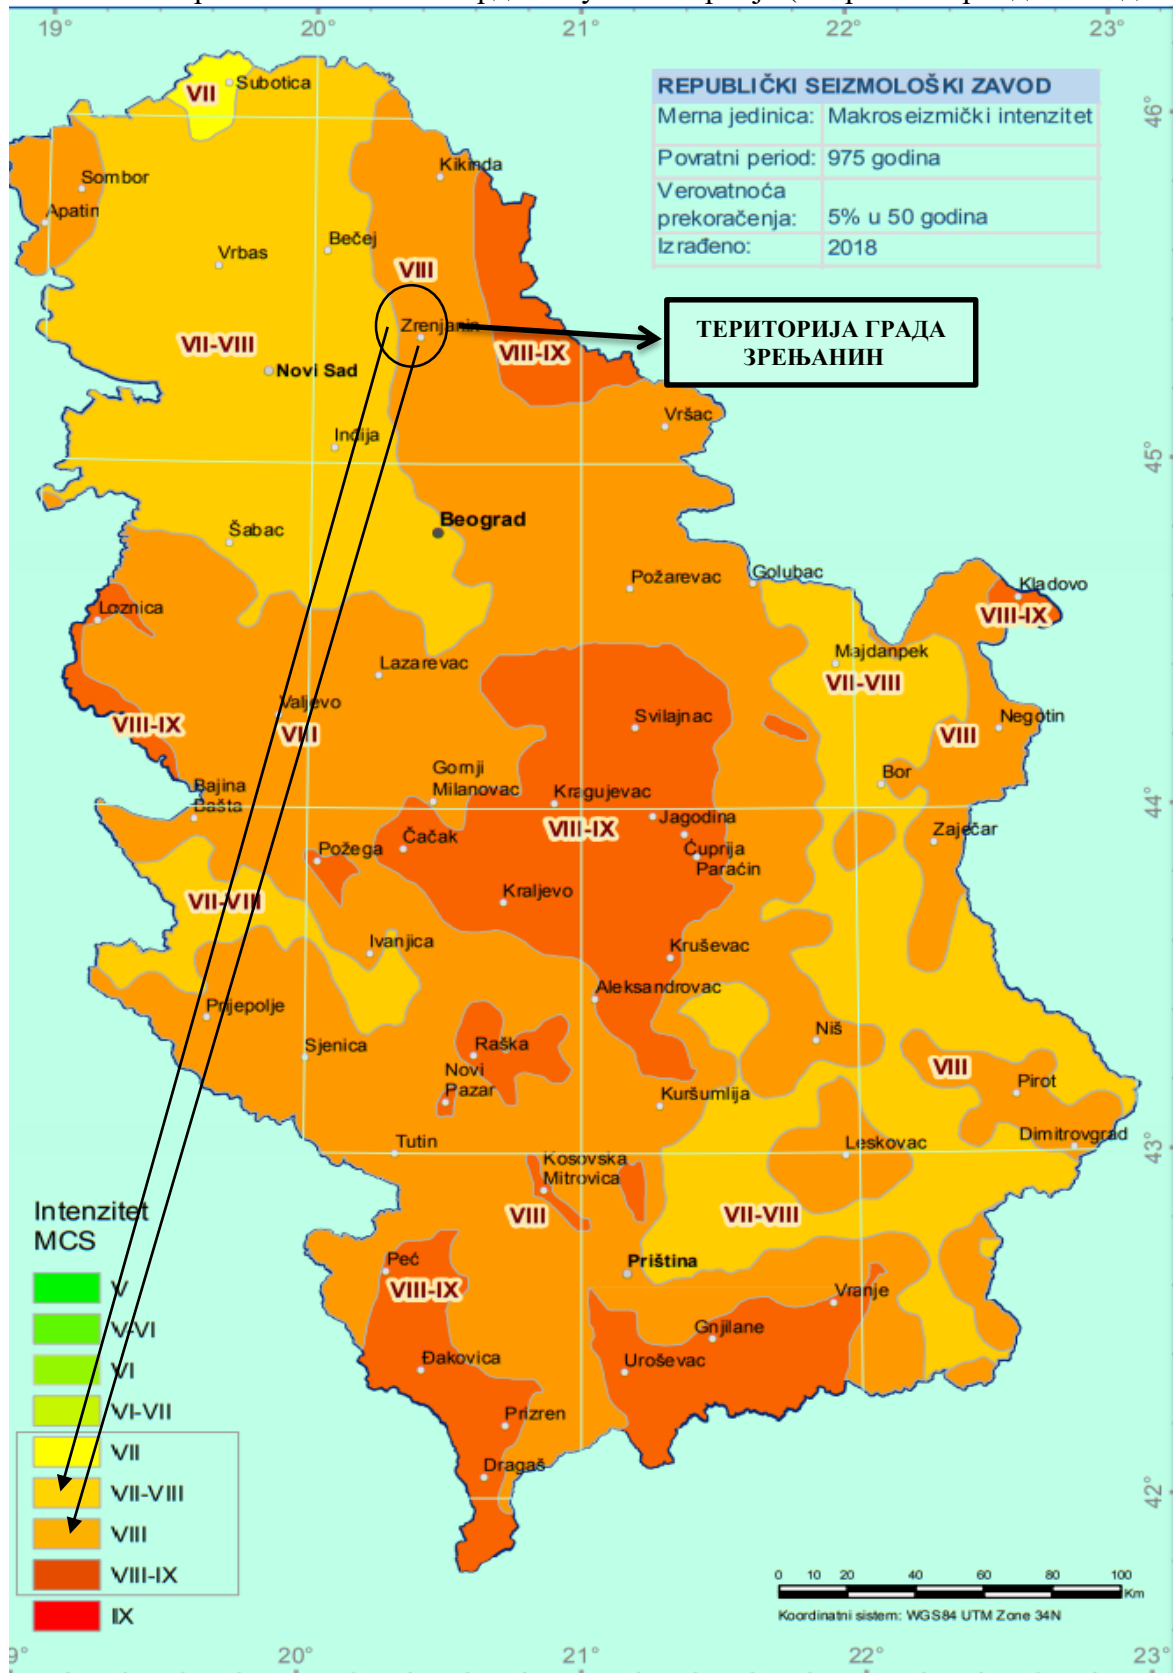 19°
20°
21°
22°
23°
REPUBLIČKI SEIZMOLOŠKI ZAVOD
Merna jedinica: Makroseizmički intenzitet
Povratni period: 975 godina
Verovatnoća
prekoračenja: 5% u 50 godina
Izrađeno: 2018
46°
VII
Subotica
Kikinda
Sombor
Apatin
Bečej
Vrbas
VIII
Zrenjanin
ТЕРИТОРИЈА ГРАДА
ЗРЕЊАНИН
VII-VIII
VIII-IX
Novi Sad
Vršac
Inđija
45°
Beograd
Šabac
Požarevac
Golubac
Kladovo
VIII-IX
Loznica
Majdanpek
Lazarevac
VII-VIII
Valjevo
Svilajnac
Negotin
VIII-IX
VIII
VIII
Gornji
Milanovac
Bor
Bajina
Bašta
Kragujevac
44°
Jagodina
VIII-IX
Zaječar
Čačak
Požega
Ćuprija
Paraćin
Kraljevo
VII-VIII
Ivanjica
Kruševac
Aleksandrovac
Prijepolje
Niš
Sjenica
Raška
VIII
Novi
Pazar
Pirot
Kuršumlija
Tutin
Leskovac
Dimitrovgrad
43°
Kosovska
Mitrovica
VIII
VII-VIII
Priština
Peć
VIII-IX
Vranje
Gnjilane
Đakovica
Uroševac
Prizren
Dragaš
42°
Intenzitet
MCS
V
V-VI
VI
VI-VII
VII
VII-VIII
VIII
VIII-IX
IX
0 10 20 40 60 80 100
Km
Koordinatni sistem: WGS84 UTM Zone 34N
9°
20°
21°
22°
23°